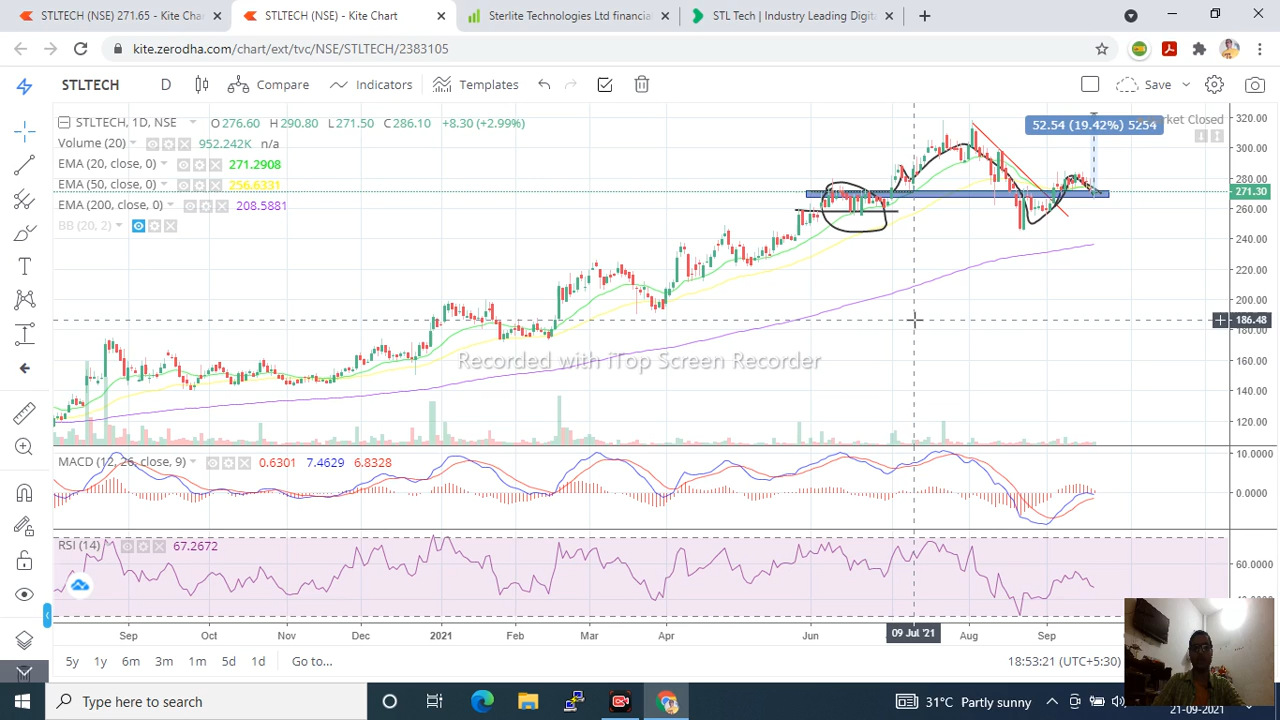 STLTECH (NSE) 271.65 - Kite Char
STLTECH (NSE) - Kite Chart
Sterlite Technologies Ltd financia
STL Tech | Industry Leading Digit
kite.zerodha.com/chart/ext/tvc/NSE/STLTECH/2383105
STLTECH D Compare Indicators Templates Save
STLTECH, 1D, NSE O276.60 H290.80 L271.50 C286.10 +8.30 (+2.99%)
Volume (20) 952.242K n/a
EMA (20, close, 0) 271.2908
EMA (50, close, 0) 256.6331
EMA (200, close, 0) 208.5881
BB (20, 2)
52.54 (19.42%) 5254
arket Closed
320.00
300.00
280.00
271.30
260.00
240.00
220.00
200.00
186.48
180.00
160.00
140.00
120.00
Recorded with iTop Screen Recorder
MACD (12, 26, close, 9) 0.6301 7.4629 6.8328
10.0000
0.0000
RSI (14) 67.2672
60.0000
Sep Oct Nov Dec 2021 Feb Mar Apr Jun 09 Jul '21 Aug Sep
5y 1y 6m 3m 1m 5d 1d Go to... 18:53:21 (UTC+5:30)
Type here to search
31°C Partly sunny
21-09-2021